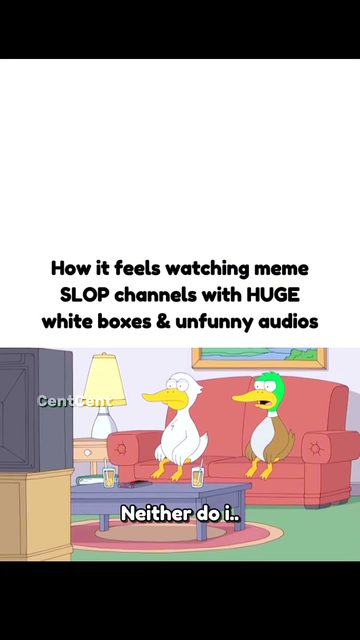 How it feels watching meme
SLOP channels with HUGE
white boxes & unfunny audios
CentCent
Neither do i..